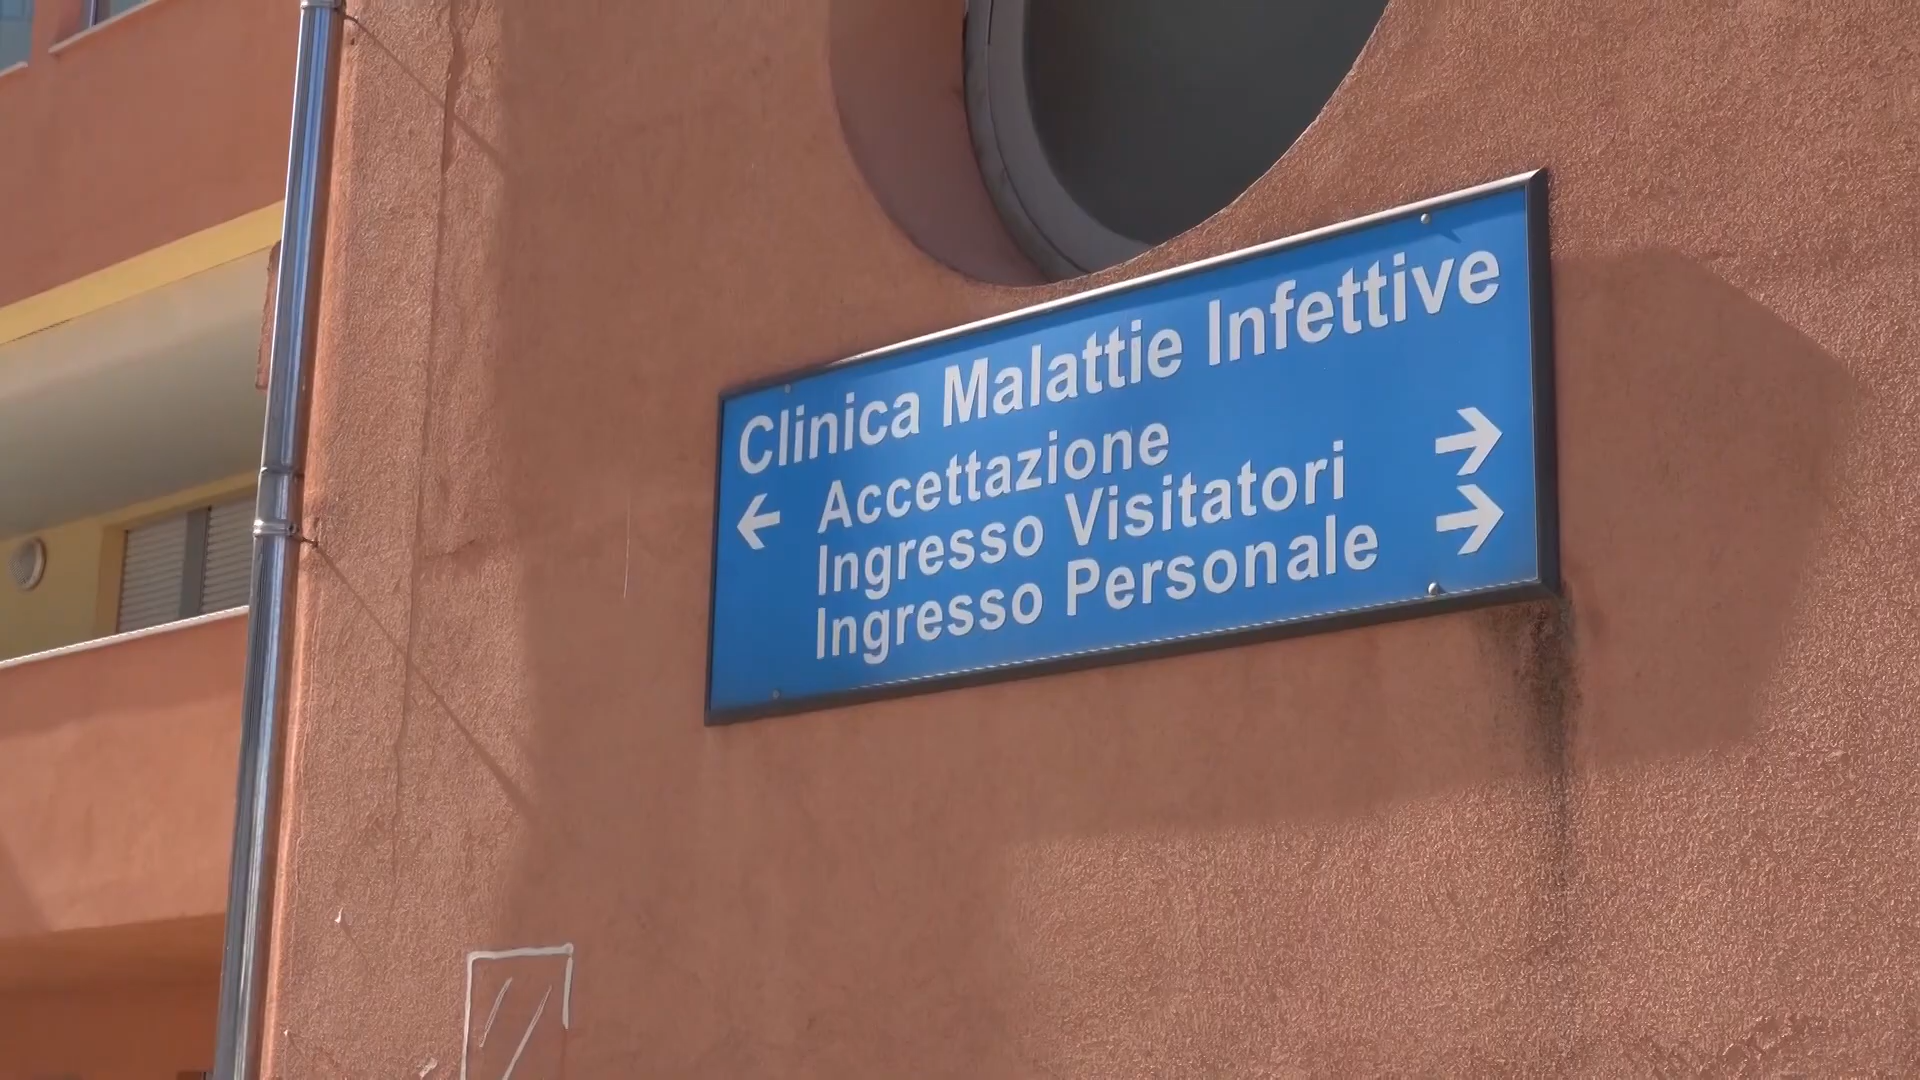 Clinica Malattie Infettive
← Accettazione
Ingresso Visitatori →
Ingresso Personale →